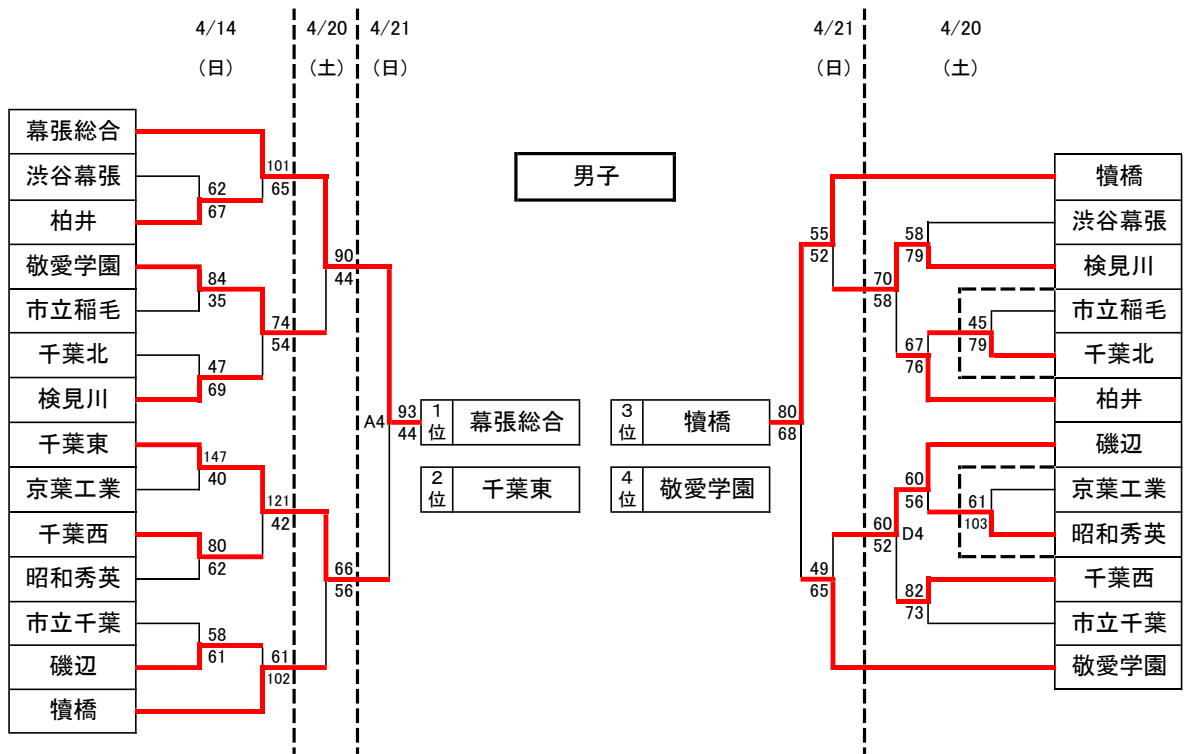 4/14
(日)
4/20
(土)
4/21
(日)
4/21
(日)
4/20
(土)
男子
幕張総合
渋谷幕張
柏井
敬愛学園
市立稲毛
千葉北
検見川
千葉東
京葉工業
千葉西
昭和秀英
市立千葉
磯辺
犢橋
62
67
84
35
47
69
147
40
80
62
58
61
101
65
74
54
121
42
61
102
90
44
66
56
A4
93
44
1位 幕張総合
2位 千葉東
3位 犢橋
4位 敬愛学園
80
68
55
52
49
65
70
58
60
52
D4
58
79
67
76
60
56
82
73
45
79
61
103
犢橋
渋谷幕張
検見川
市立稲毛
千葉北
柏井
磯辺
京葉工業
昭和秀英
千葉西
市立千葉
敬愛学園